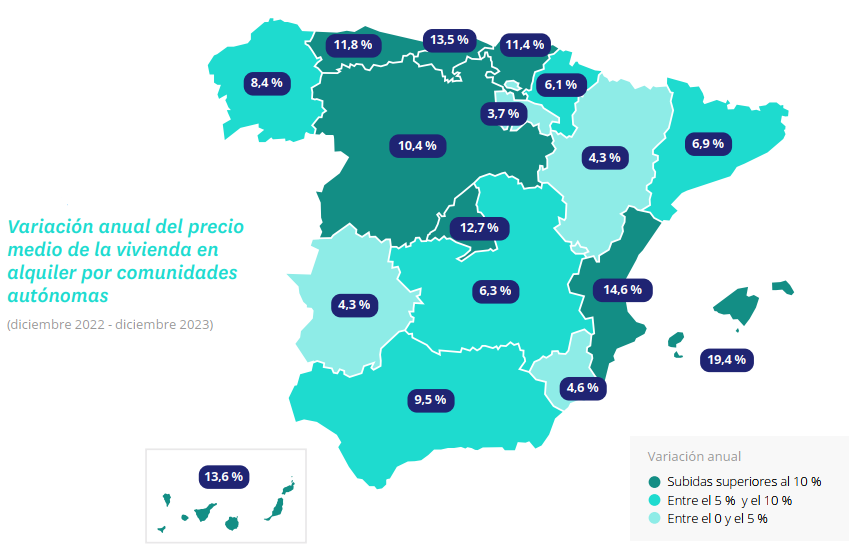 13,5 %
11,8 %
11,4 %
8,4 %
6,1 %
3,7 %
10,4 %
6,9 %
4,3 %
Variación anual del precio
medio de la vivienda en
alquiler por comunidades
autónomas
(diciembre 2022 - diciembre 2023)
12,7 %
6,3 %
14,6 %
4,3 %
19,4 %
4,6 %
9,5 %
13,6 %
Variación anual
Subidas superiores al 10 %
Entre el 5 % y el 10 %
Entre el 0 y el 5 %